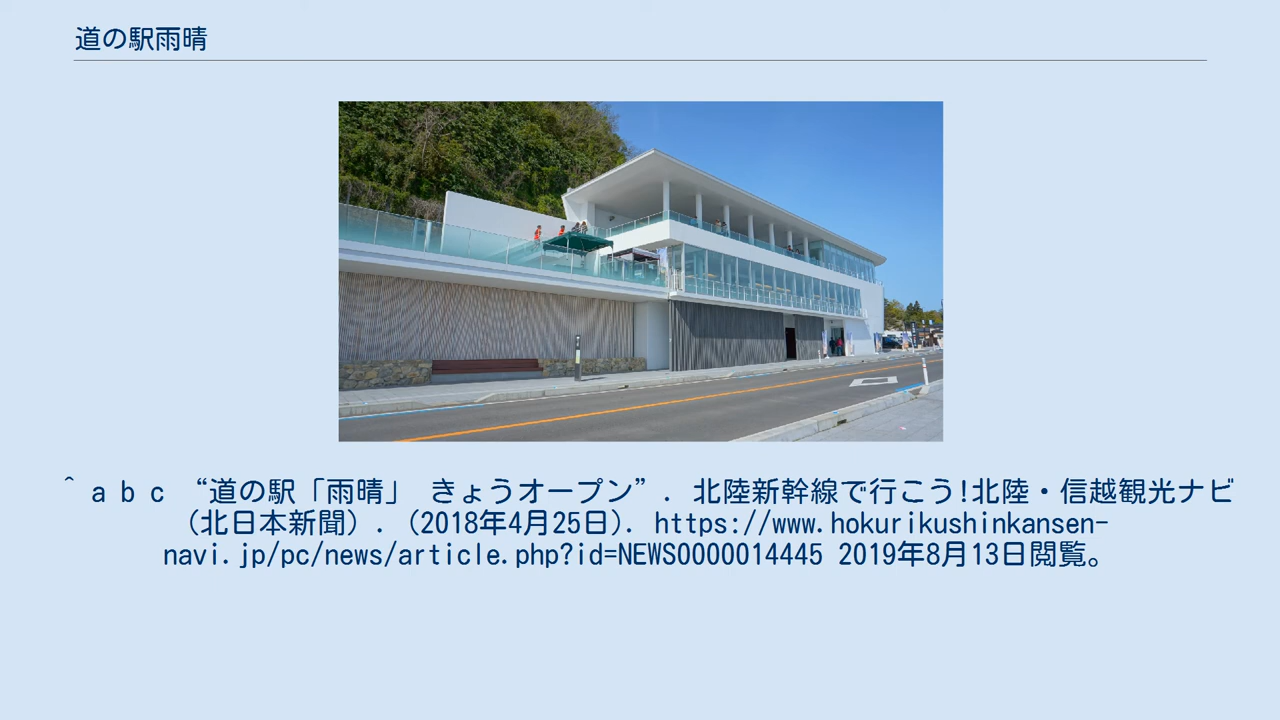 道の駅雨晴
^ a b c “道の駅「雨晴」 きょうオープン”. 北陸新幹線で行こう!北陸・信越観光ナビ
(北日本新聞). (2018年4月25日). https://www.hokurikushinkansen-
navi.jp/pc/news/article.php?id=NEWS0000014445 2019年8月13日閲覧。